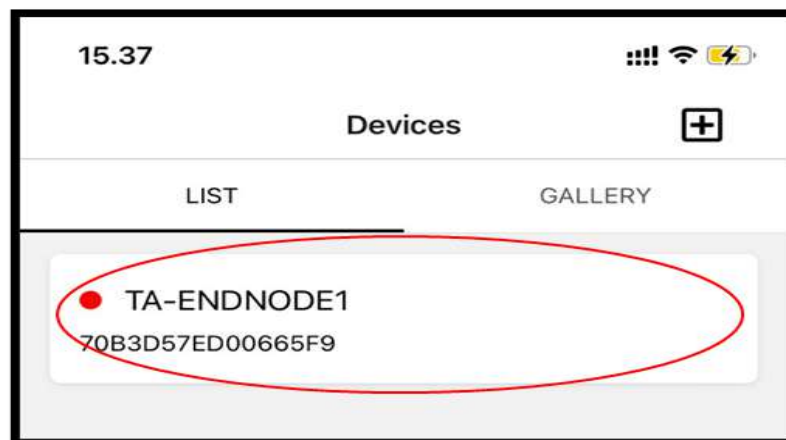 15.37
Devices
LIST GALLERY
TA-ENDNODE1
70B3D57ED00665F9